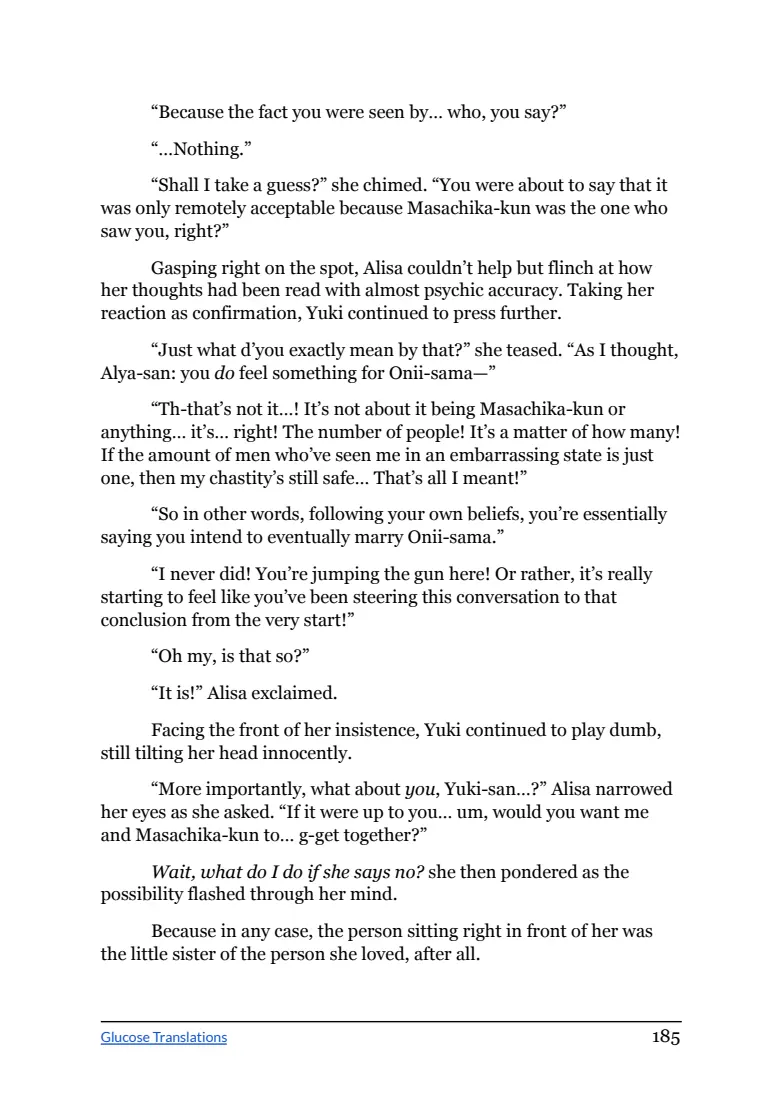 “Because the fact you were seen by… who, you say?”
“…Nothing.”
“Shall I take a guess?” she chimed. “You were about to say that it
was only remotely acceptable because Masachika-kun was the one who
saw you, right?”
Gasping right on the spot, Alisa couldn’t help but flinch at how
her thoughts had been read with almost psychic accuracy. Taking her
reaction as confirmation, Yuki continued to press further.
“Just what d’you exactly mean by that?” she teased. “As I thought,
Alya-san: you do feel something for Onii-sama—”
“Th-that’s not it…! It’s not about it being Masachika-kun or
anything… it’s… right! The number of people! It’s a matter of how many!
If the amount of men who’ve seen me in an embarrassing state is just
one, then my chastity’s still safe… That’s all I meant!”
“So in other words, following your own beliefs, you’re essentially
saying you intend to eventually marry Onii-sama.”
“I never did! You’re jumping the gun here! Or rather, it’s really
starting to feel like you’ve been steering this conversation to that
conclusion from the very start!”
“Oh my, is that so?”
“It is!” Alisa exclaimed.
Facing the front of her insistence, Yuki continued to play dumb,
still tilting her head innocently.
“More importantly, what about you, Yuki-san…?” Alisa narrowed
her eyes as she asked. “If it were up to you… um, would you want me
and Masachika-kun to… g-get together?”
Wait, what do I do if she says no? she then pondered as the
possibility flashed through her mind.
Because in any case, the person sitting right in front of her was
the little sister of the person she loved, after all.
Glucose Translations
185